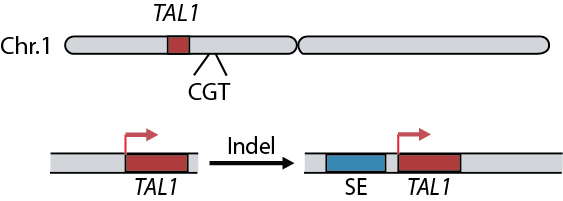 TAL1
Chr.1
CGT
Indel
TAL1
SE TAL1